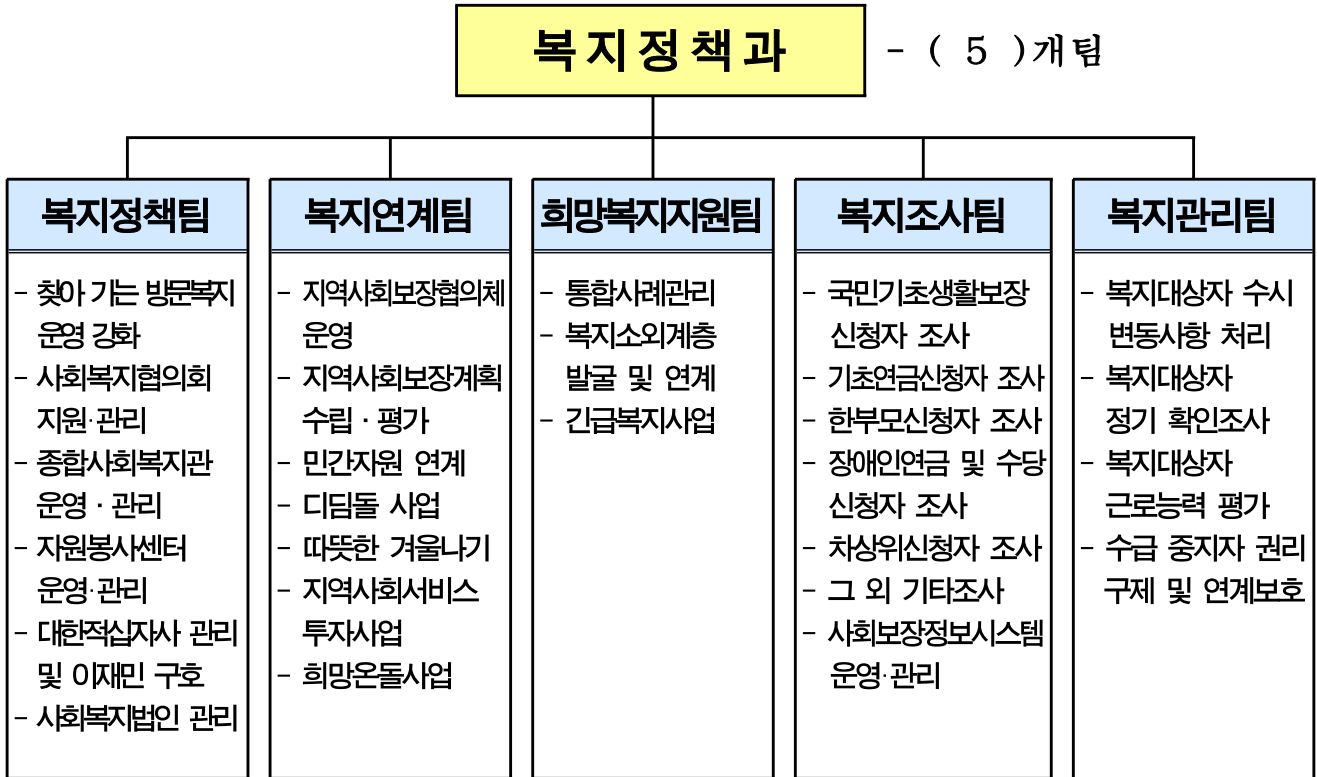 복지정책과 - ( 5 )개팀
복지정책팀
- 찾아 가는 방문복지
운영 강화
- 사회복지협의회
지원·관리
- 종합사회복지관
운영 · 관리
- 자원봉사센터
운영·관리
- 대한적십자사 관리
및 이재민 구호
- 사회복지법인 관리
복지연계팀
- 지역사회보장협의체
운영
- 지역사회보장계획
수립 · 평가
- 민간자원 연계
- 디딤돌 사업
- 따뜻한 겨울나기
- 지역사회서비스
투자사업
- 희망온돌사업
희망복지지원팀
- 통합사례관리
- 복지소외계층
발굴 및 연계
- 긴급복지사업
복지조사팀
- 국민기초생활보장
신청자 조사
- 기초연금신청자 조사
- 한부모신청자 조사
- 장애인연금 및 수당
신청자 조사
- 차상위신청자 조사
- 그 외 기타조사
- 사회보장정보시스템
운영·관리
복지관리팀
- 복지대상자 수시
변동사항 처리
- 복지대상자
정기 확인조사
- 복지대상자
근로능력 평가
- 수급 중지자 권리
구제 및 연계보호